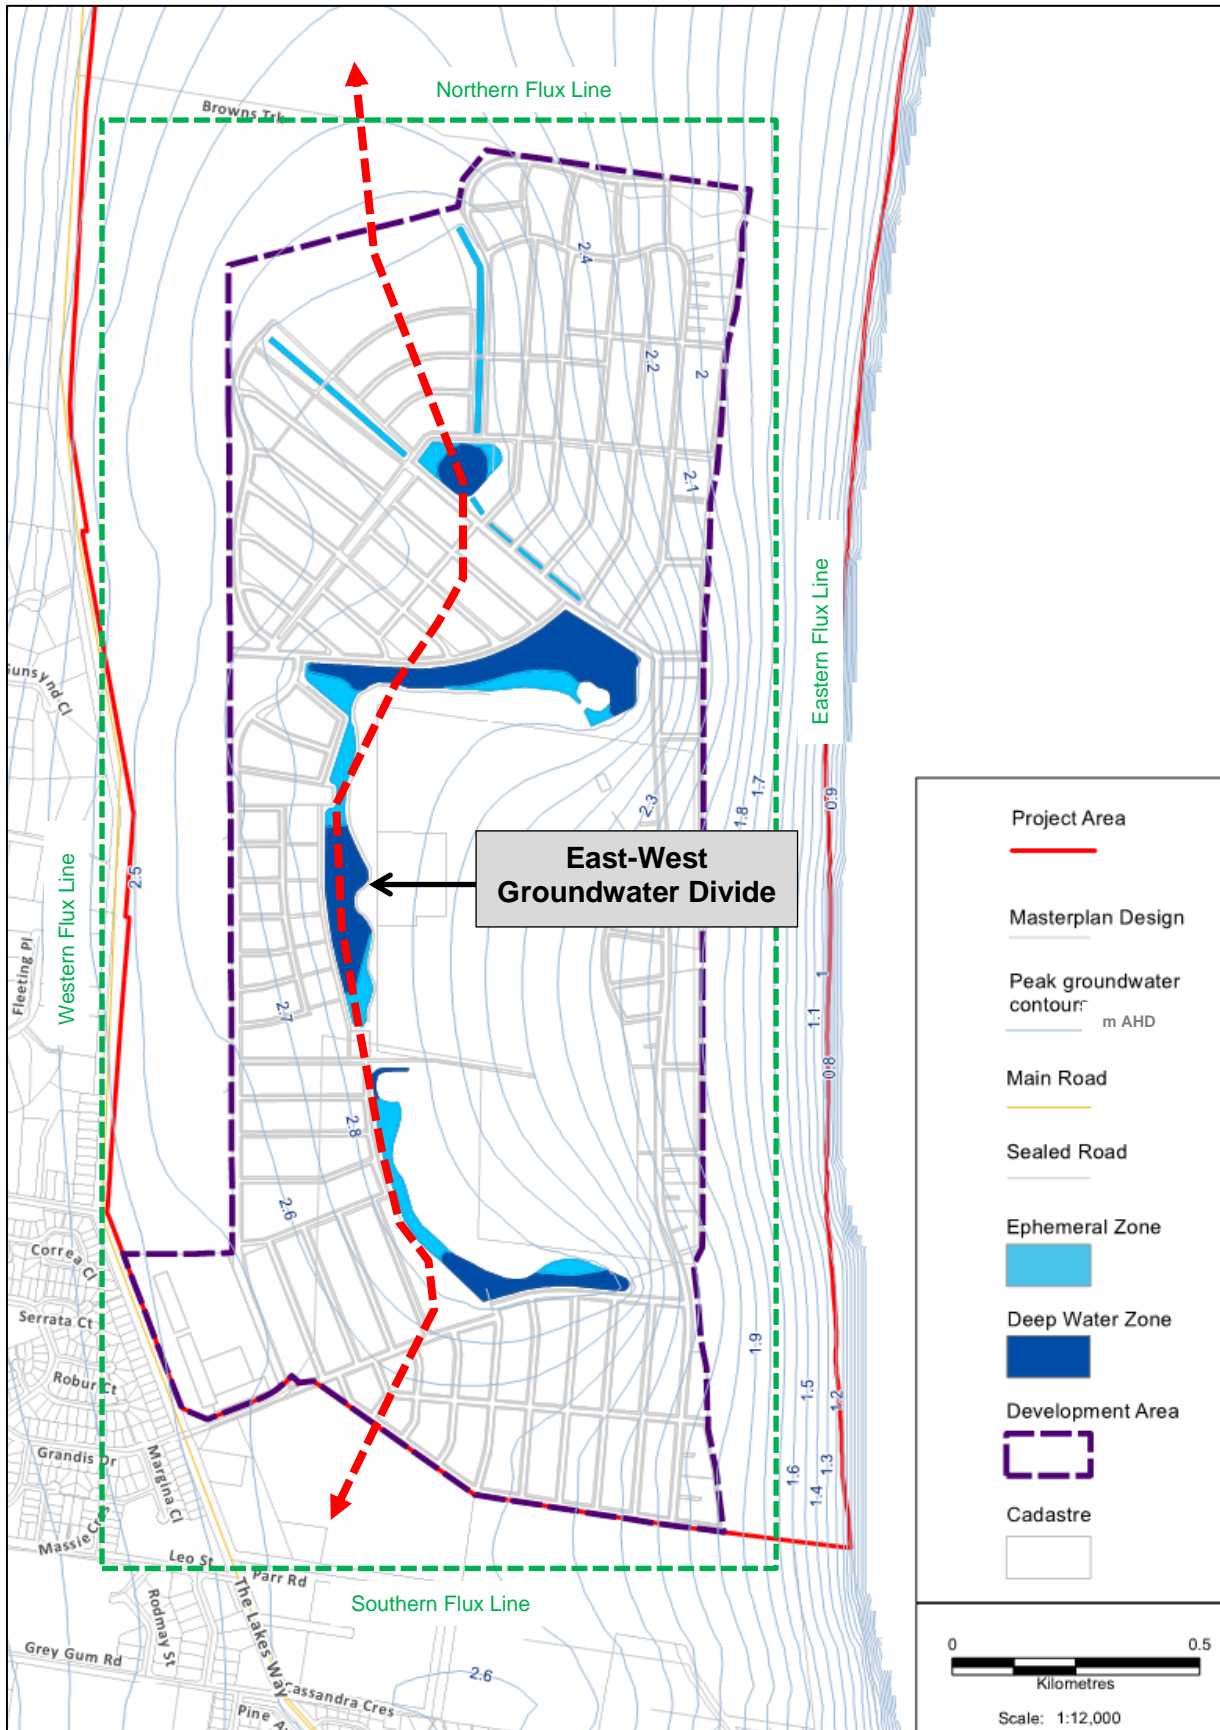 Northern Flux Line
Browns Trk
2.4
2.2
2
2.1
Gunsynd Cl
Eastern Flux Line
2.3
1.8
1.7
0.9
Western Flux Line
2.5
East-West
Groundwater Divide
Fleeting Pl
2.7
1
1.1
0.8
2.8
2.6
Correa Cl
Serrata Ct
Robur Ct
Grandis Dr
Margina Cl
Massie Cres
1.9
1.5
1.2
1.6
1.3
1.4
Leo St
Parr Rd
Southern Flux Line
Rodmay St
The Lakes Way
Grey Gum Rd
Cassandra Cres
2.6
Project Area
Masterplan Design
Peak groundwater
contours
m AHD
Main Road
Sealed Road
Ephemeral Zone
Deep Water Zone
Development Area
Cadastre
0 0.5
Kilometres
Scale: 1:12,000
Pine